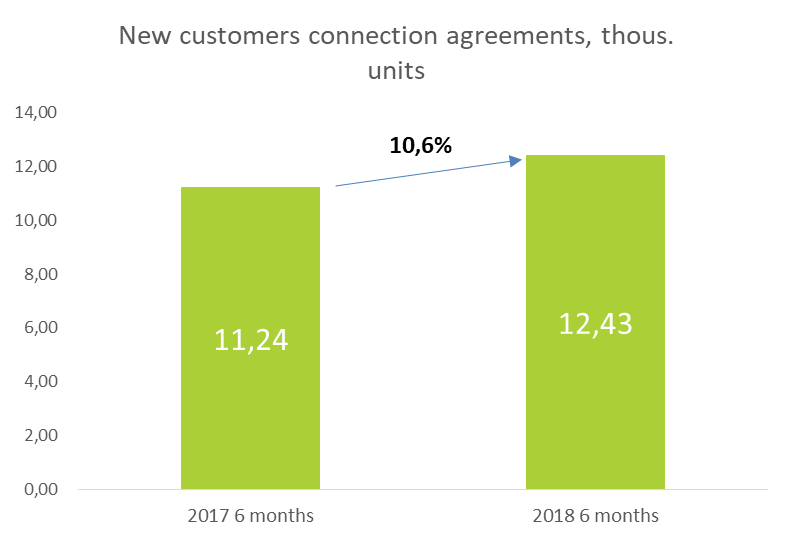 New customers connection agreements, thous.
units
14,00
12,00
10,00
8,00
6,00
4,00
2,00
0,00
10,6%
11,24
12,43
2017 6 months
2018 6 months